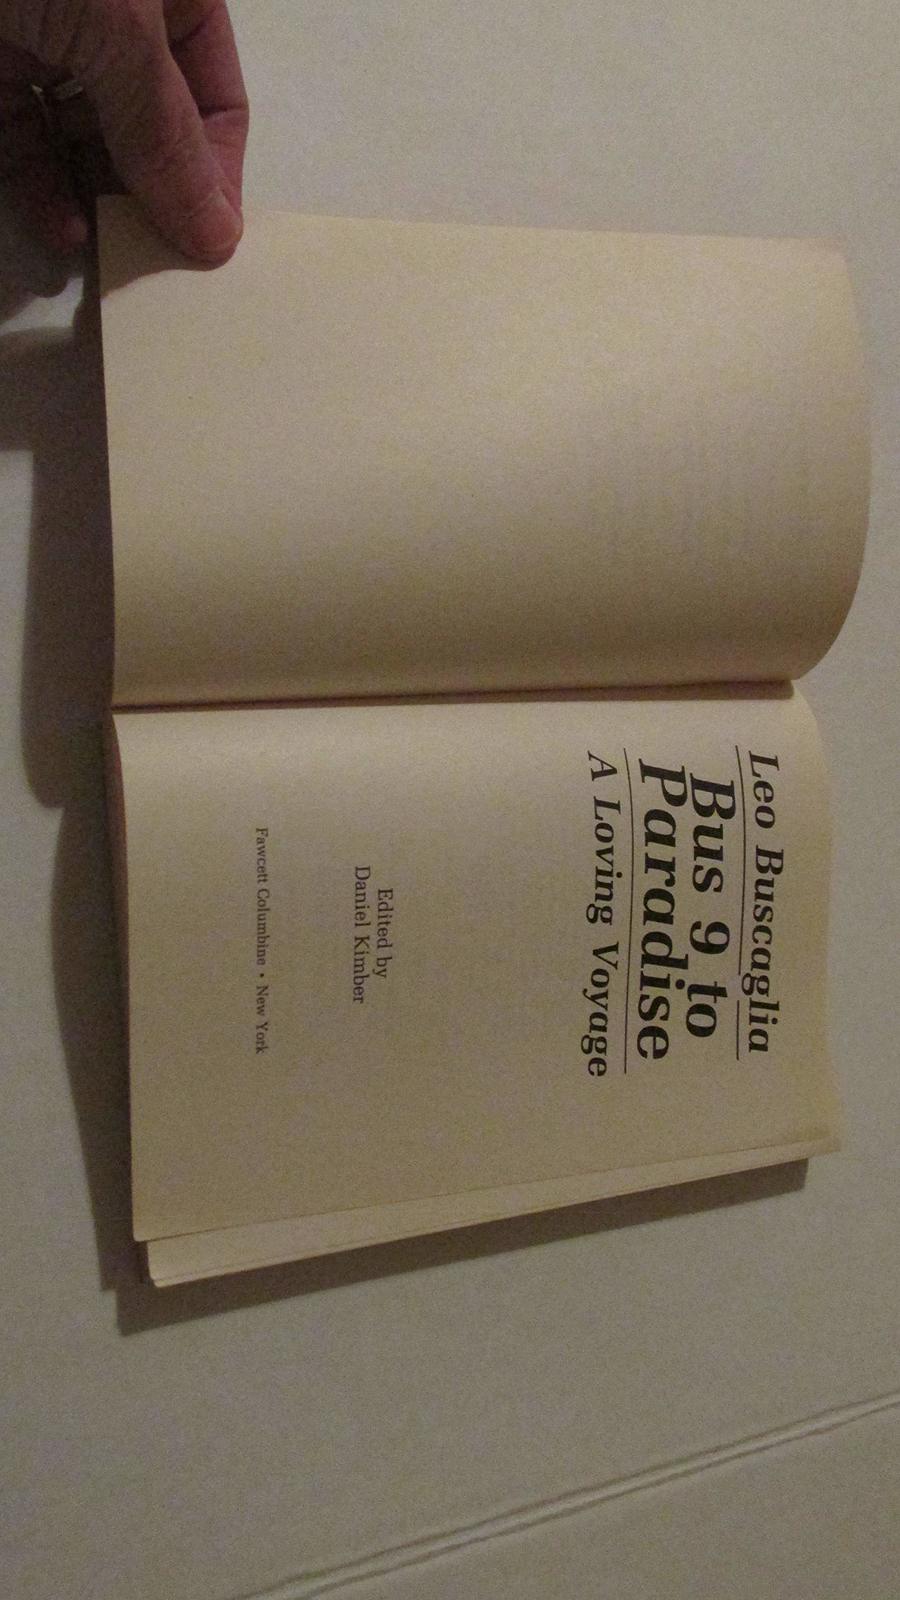 Leo Buscaglia
Bus 9 to
Paradise
A Loving Voyage
Edited by
Daniel Kimber
Fawcett Columbine • New York